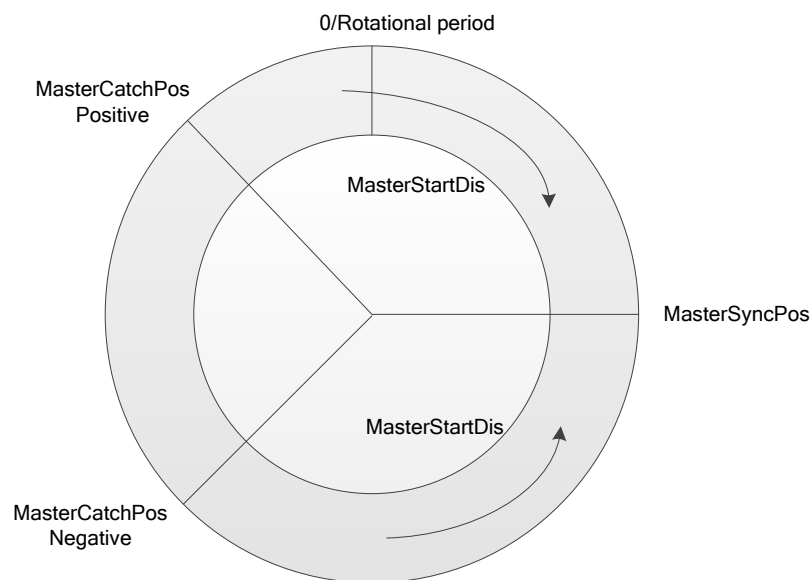 0/Rotational period
MasterCatchPos
Positive
MasterStartDis
MasterSyncPos
MasterStartDis
MasterCatchPos
Negative